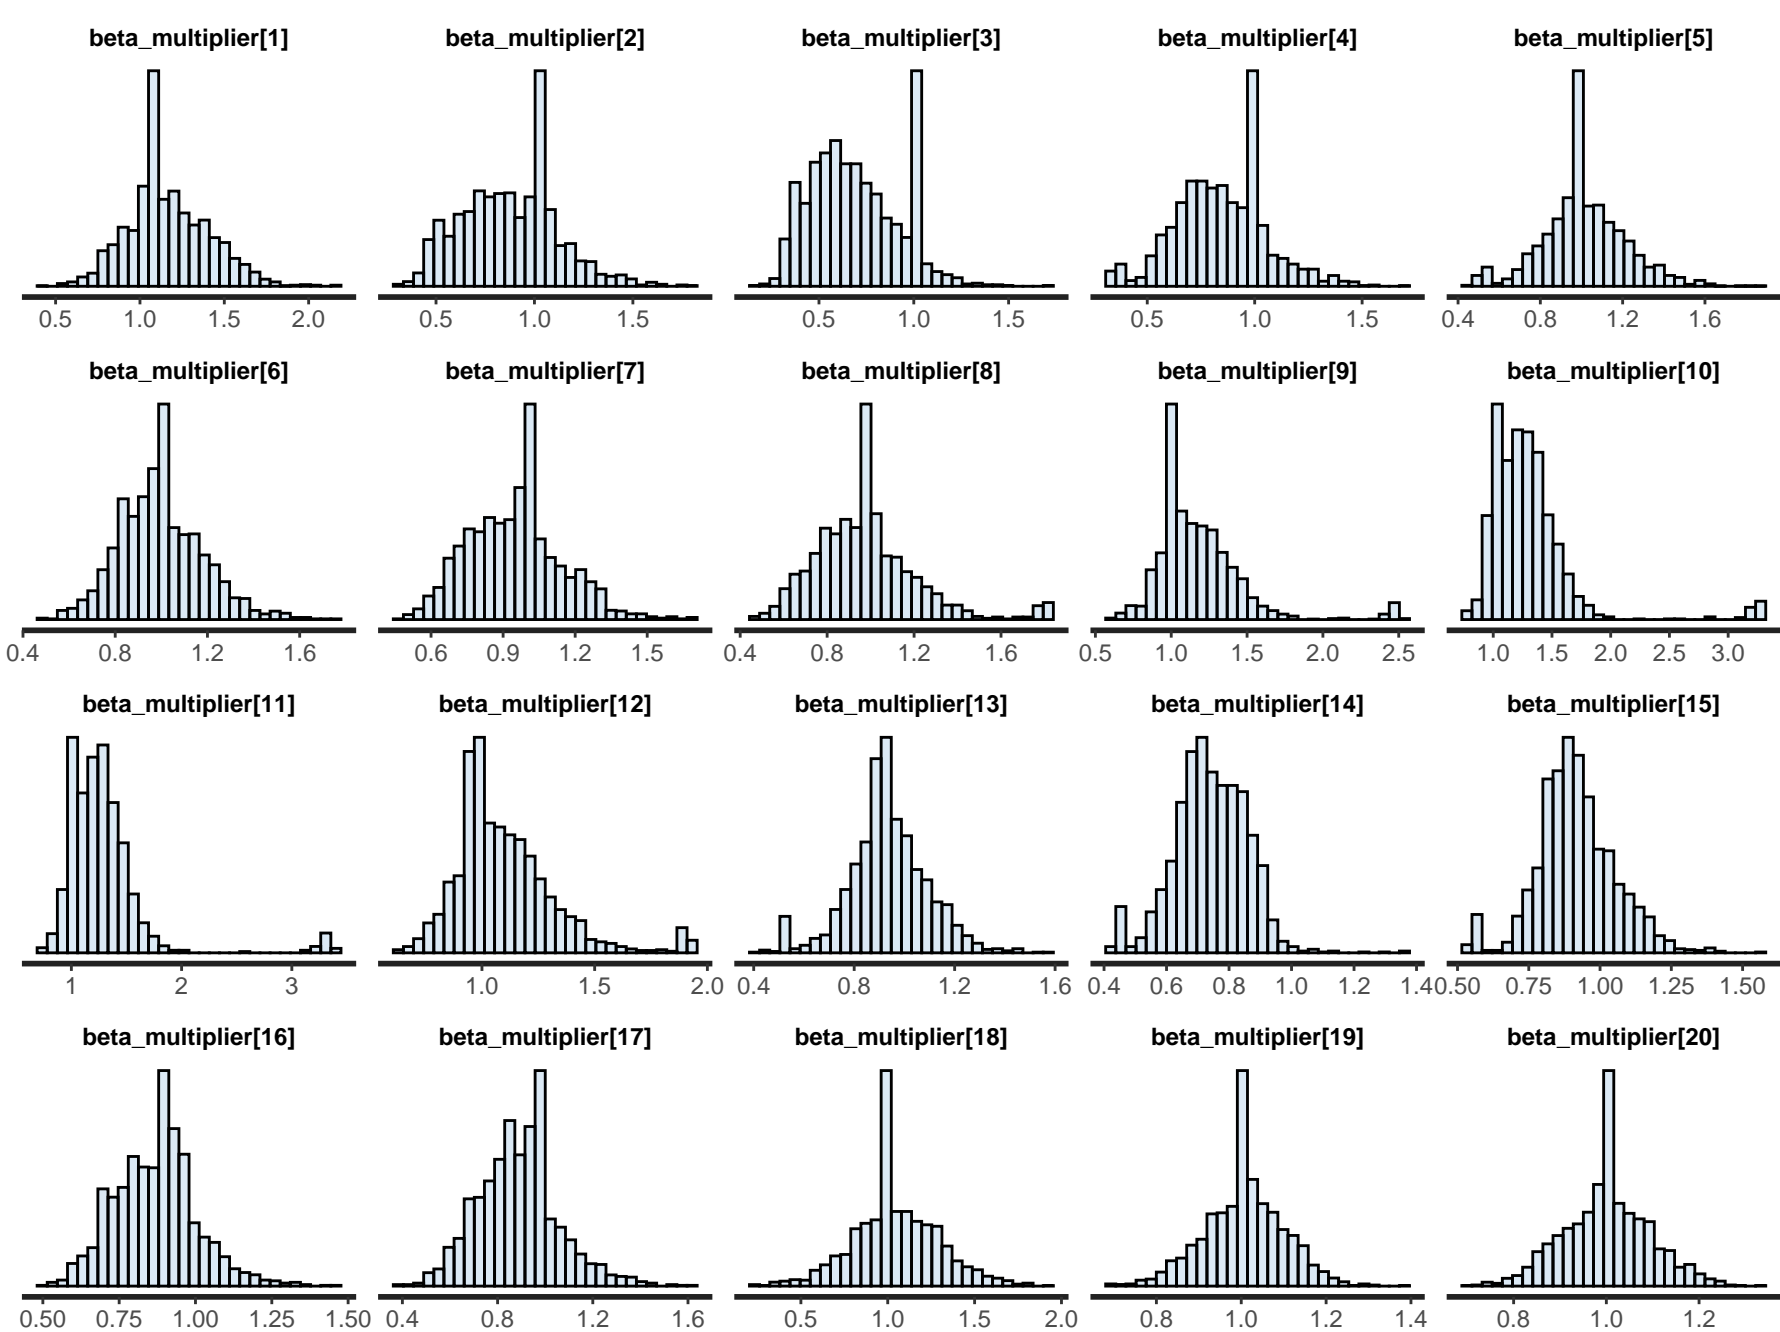 beta_multiplier[1] beta_multiplier[2] beta_multiplier[3] beta_multiplier[4] beta_multiplier[5]
0.5 1.0 1.5 2.0 0.5 1.0 1.5 0.5 1.0 1.5 0.5 1.0 1.5 0.4 0.8 1.2 1.6
beta_multiplier[6] beta_multiplier[7] beta_multiplier[8] beta_multiplier[9] beta_multiplier[10]
0.4 0.8 1.2 1.6 0.6 0.9 1.2 1.5 0.4 0.8 1.2 1.6 0.5 1.0 1.5 2.0 2.5 1.0 1.5 2.0 2.5 3.0
beta_multiplier[11] beta_multiplier[12] beta_multiplier[13] beta_multiplier[14] beta_multiplier[15]
1 2 3 1.0 1.5 2.0 0.4 0.8 1.2 1.6 0.4 0.6 0.8 1.0 1.2 1.4 0.50 0.75 1.00 1.25 1.50
beta_multiplier[16] beta_multiplier[17] beta_multiplier[18] beta_multiplier[19] beta_multiplier[20]
0.50 0.75 1.00 1.25 1.50 0.4 0.8 1.2 1.6 0.5 1.0 1.5 2.0 0.8 1.0 1.2 1.4 0.8 1.0 1.2